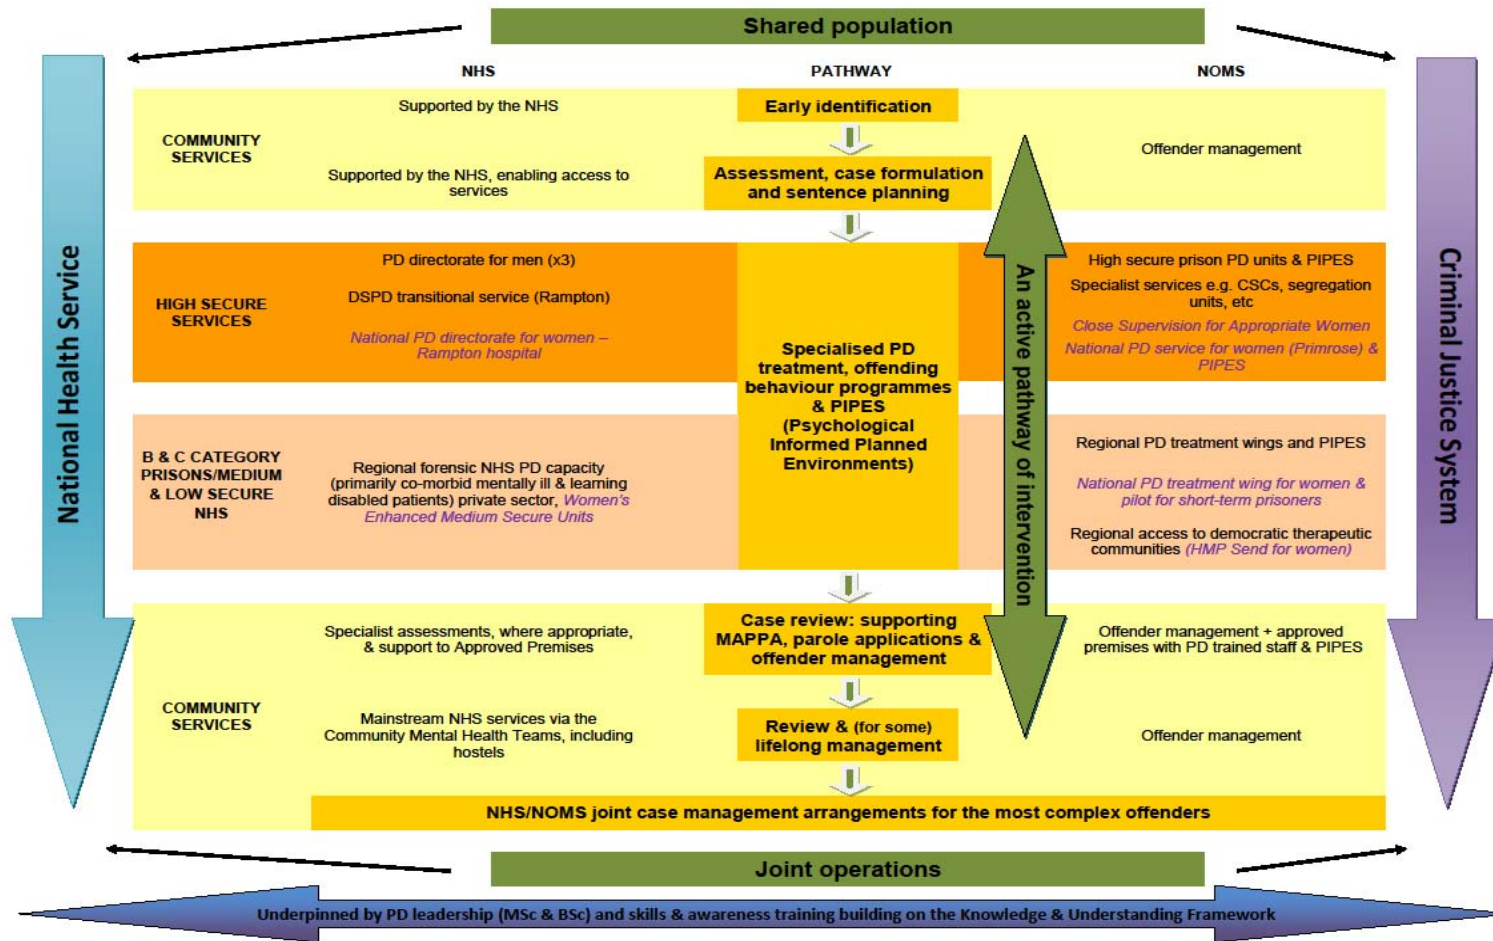 Shared population
NHS
PATHWAY
NOMS
National Health Service
Criminal Justice System
An active pathway of intervention
COMMUNITY
SERVICES
Supported by the NHS
Early identification
Supported by the NHS, enabling access to
services
Assessment, case formulation
and sentence planning
Offender management
HIGH SECURE
SERVICES
PD directorate for men (x3)
DSPD transitional service (Rampton)
National PD directorate for women –
Rampton hospital
Specialised PD
treatment, offending
behaviour programmes
& PIPES
(Psychological
Informed Planned
Environments)
High secure prison PD units & PIPES
Specialist services e.g. CSCs, segregation
units, etc
Close Supervision for Appropriate Women
National PD service for women (Primrose) &
PIPES
B & C CATEGORY
PRISONS/MEDIUM
& LOW SECURE
NHS
Regional forensic NHS PD capacity
(primarily co-morbid mentally ill & learning
disabled patients) private sector, Women's
Enhanced Medium Secure Units
Regional PD treatment wings and PIPES
National PD treatment wing for women &
pilot for short-term prisoners
Regional access to democratic therapeutic
communities (HMP Send for women)
COMMUNITY
SERVICES
Specialist assessments, where appropriate,
& support to Approved Premises
Case review: supporting
MAPPA, parole applications &
offender management
Offender management + approved
premises with PD trained staff & PIPES
Mainstream NHS services via the
Community Mental Health Teams, including
hostels
Review & (for some)
lifelong management
Offender management
NHS/NOMS joint case management arrangements for the most complex offenders
Joint operations
Underpinned by PD leadership (MSc & BSc) and skills & awareness training building on the Knowledge & Understanding Framework